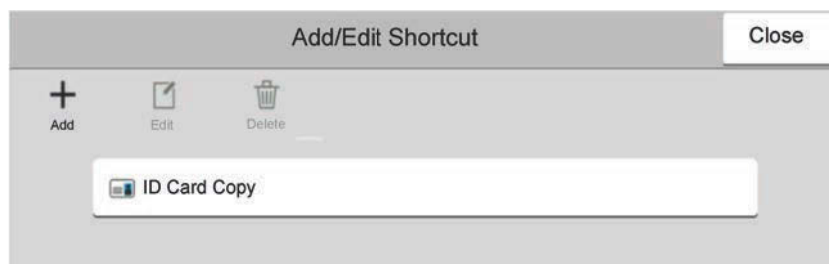 Add/Edit Shortcut
Close
Add
Edit
Delete
ID Card Copy